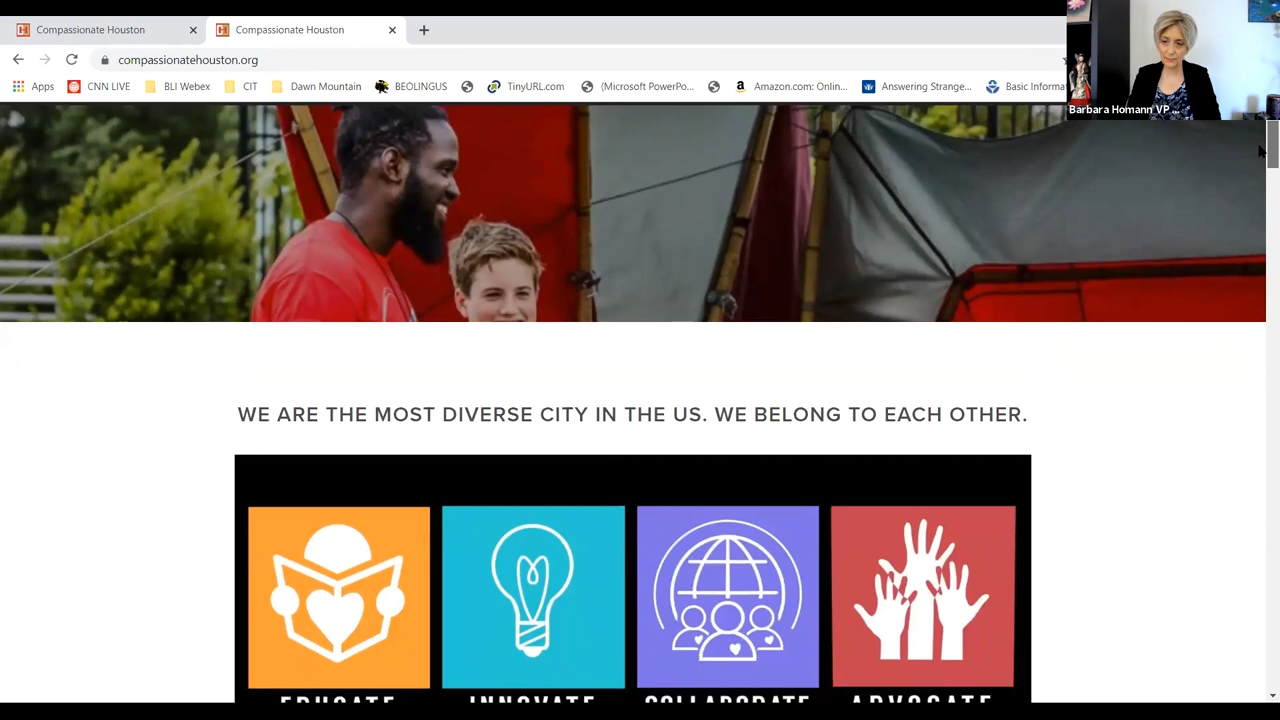 Compassionate Houston
Compassionate Houston
compassionatehouston.org
Apps
CNN LIVE
BLI Webex
CIT
Dawn Mountain
BEOLINGUS
TinyURL.com
(Microsoft PowerPo...
Amazon.com: Onlin...
Answering Strange...
Basic Informa
Barbara Homann VP ...
WE ARE THE MOST DIVERSE CITY IN THE US. WE BELONG TO EACH OTHER.
EDUCATE
INNOVATE
COLLABORATE
ADVOCATE